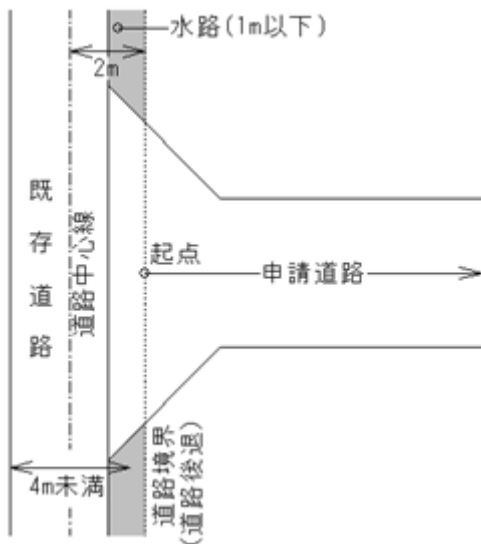 水路(1m以下)
2m
既存道路
道路中心線
起点
申請道路
4m未満
道路境界
(道路後退)